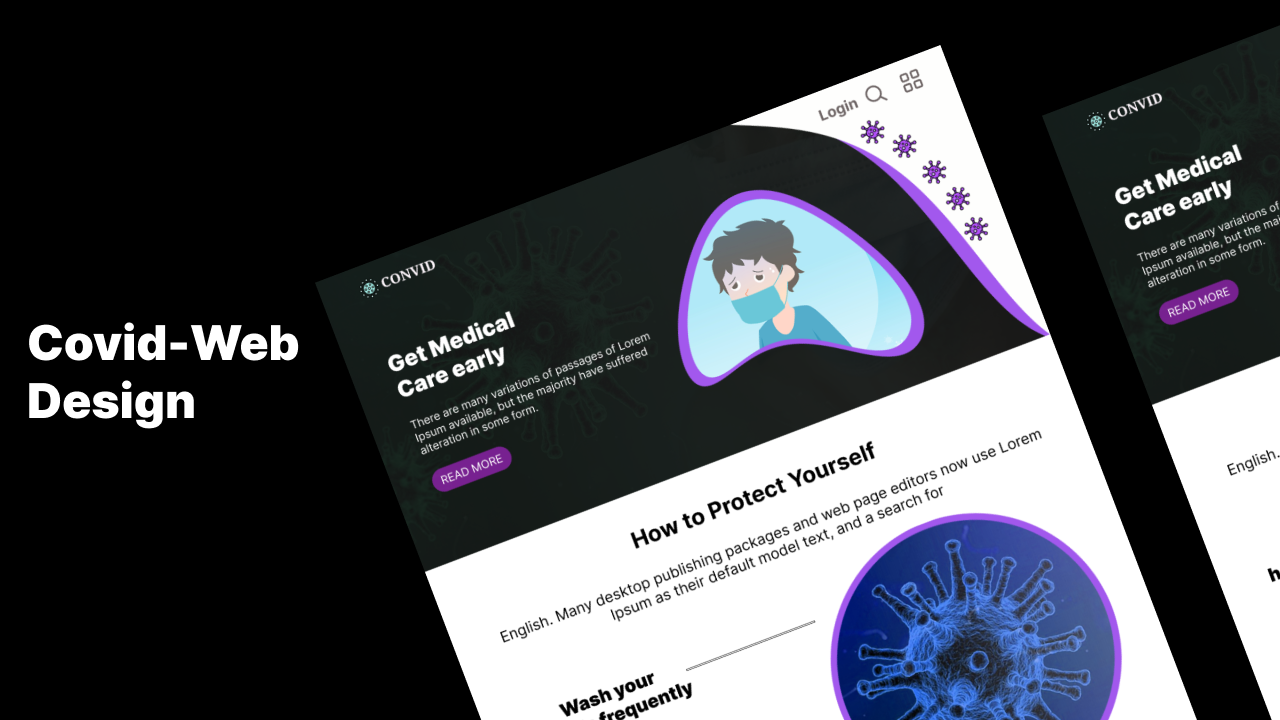 Covid-Web
Design
CONVID
Login
Get Medical
Care early
There are many variations of passages of Lorem
Ipsum available, but the majority have suffered
alteration in some form.
READ MORE
How to Protect Yourself
English. Many desktop publishing packages and web page editors now use Lorem
Ipsum as their default model text, and a search for
Wash your
frequently
CONVID
Get Medical
Care early
There are many variations of
Ipsum available, but the
alteration in some form.
READ MORE
English.